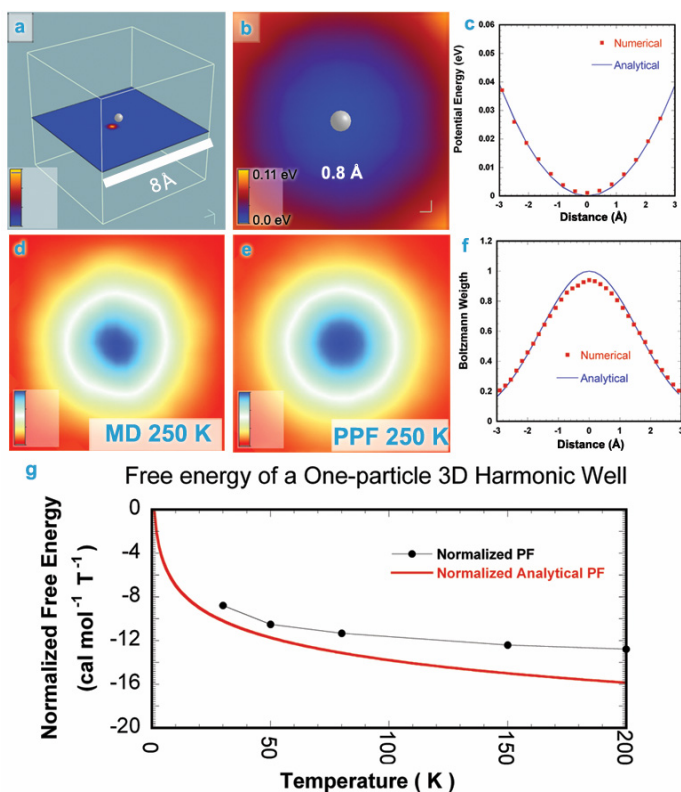 a
8 Å
b
0.8 Å
0.11 eV
0.0 eV
c
Potential Energy (eV)
0.06
0.05
0.04
0.03
0.02
0.01
0
Numerical
Analytical
-3 -2 -1 0 1 2 3
Distance (Å)
d
MD 250 K
e
PPF 250 K
f
Boltzmann Weigth
1.2
1
0.8
0.6
0.4
0.2
0
Numerical
Analytical
-3 -2 -1 0 1 2 3
Distance (Å)
g
Free energy of a One-particle 3D Harmonic Well
Normalized Free Energy
(cal mol⁻¹ T⁻¹)
0
-4
-8
-12
-16
-20
Normalized PF
Normalized Analytical PF
0 50 100 150 200
Temperature ( K )